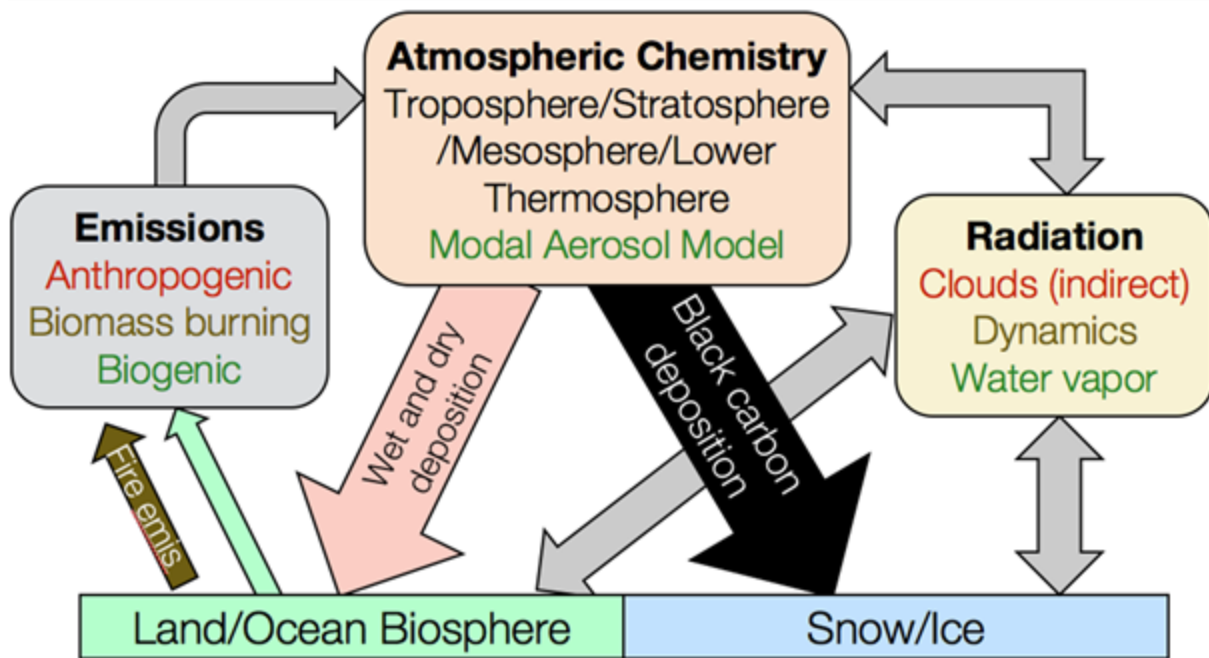 Atmospheric Chemistry
Troposphere/Stratosphere
/Mesosphere/Lower
Thermosphere
Modal Aerosol Model
Emissions
Anthropogenic
Biomass burning
Biogenic
Radiation
Clouds (indirect)
Dynamics
Water vapor
Wet and dry
deposition
Black carbon
deposition
Fire emis.
Land/Ocean Biosphere
Snow/Ice